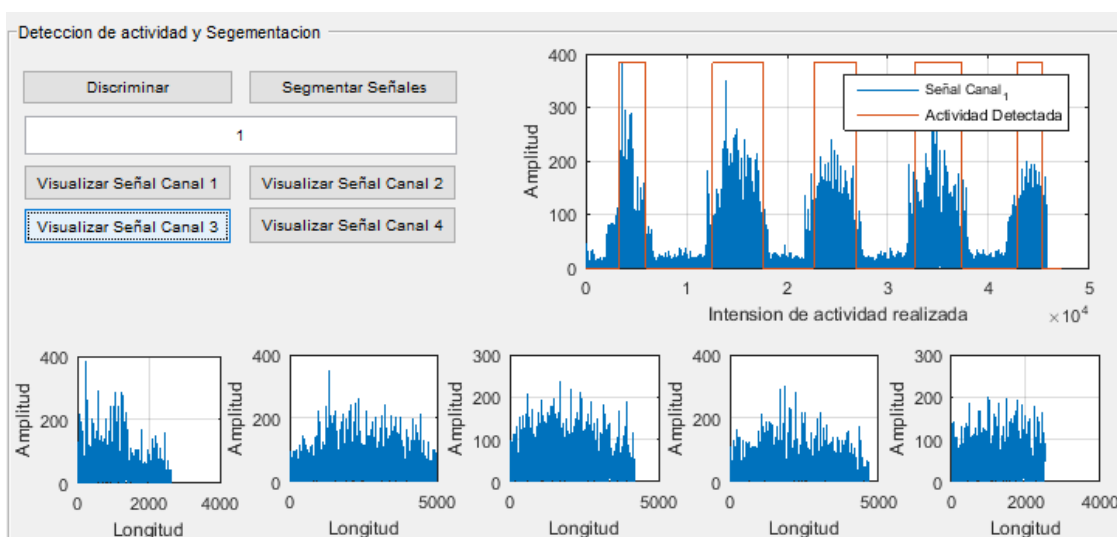 Deteccion de actividad y Segementacion
Discriminar
Segmentar Señales
1
Visualizar Señal Canal 1
Visualizar Señal Canal 2
Visualizar Señal Canal 3
Visualizar Señal Canal 4
Amplitud
400
300
200
100
0
Señal Canal 1
Actividad Detectada
0 1 2 3 4 5
Intension de actividad realizada
×10^4
Amplitud
400
200
0
0 2000 4000
Longitud
Amplitud
400
200
0
0 5000
Longitud
Amplitud
300
200
100
0
0 5000
Longitud
Amplitud
400
200
0
0 5000
Longitud
Amplitud
300
200
100
0
0 2000 4000
Longitud